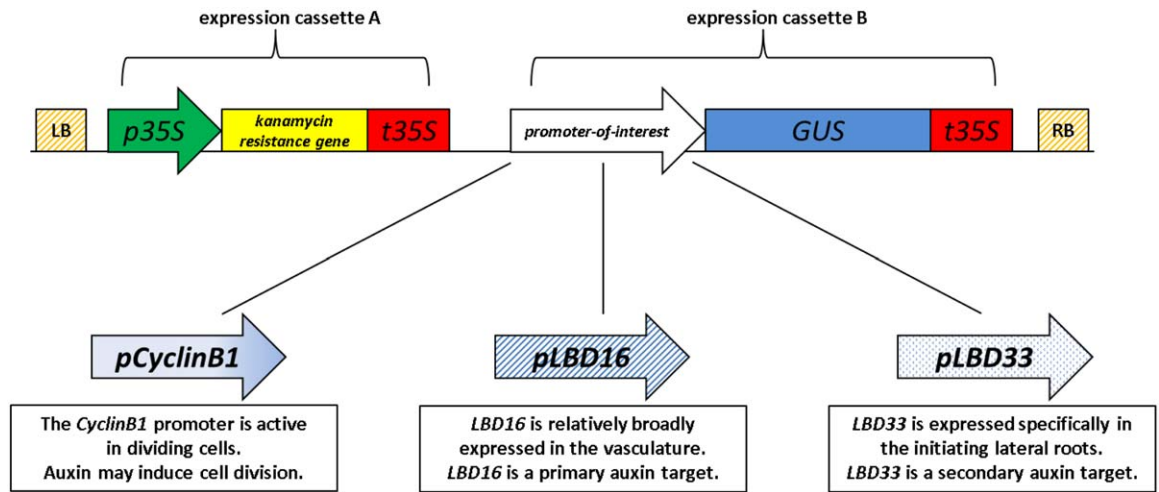 expression cassette A
expression cassette B
LB
p35S
kanamycin
resistance gene
t35S
promoter-of-interest
GUS
t35S
RB
pCyclinB1
pLBD16
pLBD33
The CyclinB1 promoter is active
in dividing cells.
Auxin may induce cell division.
LBD16 is relatively broadly
expressed in the vasculature.
LBD16 is a primary auxin target.
LBD33 is expressed specifically in
the initiating lateral roots.
LBD33 is a secondary auxin target.